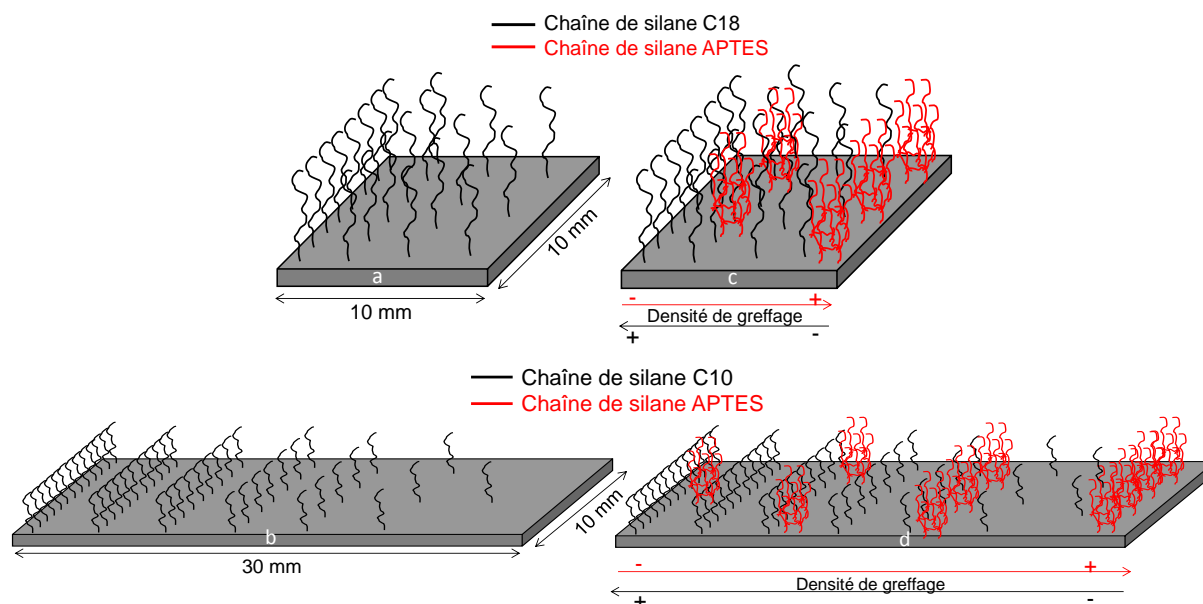 Chaîne de silane C18
Chaîne de silane APTES
a
10 mm
10 mm
c
- +
Densité de greffage
+ -
Chaîne de silane C10
Chaîne de silane APTES
b
30 mm
10 mm
d
- +
Densité de greffage
+ -